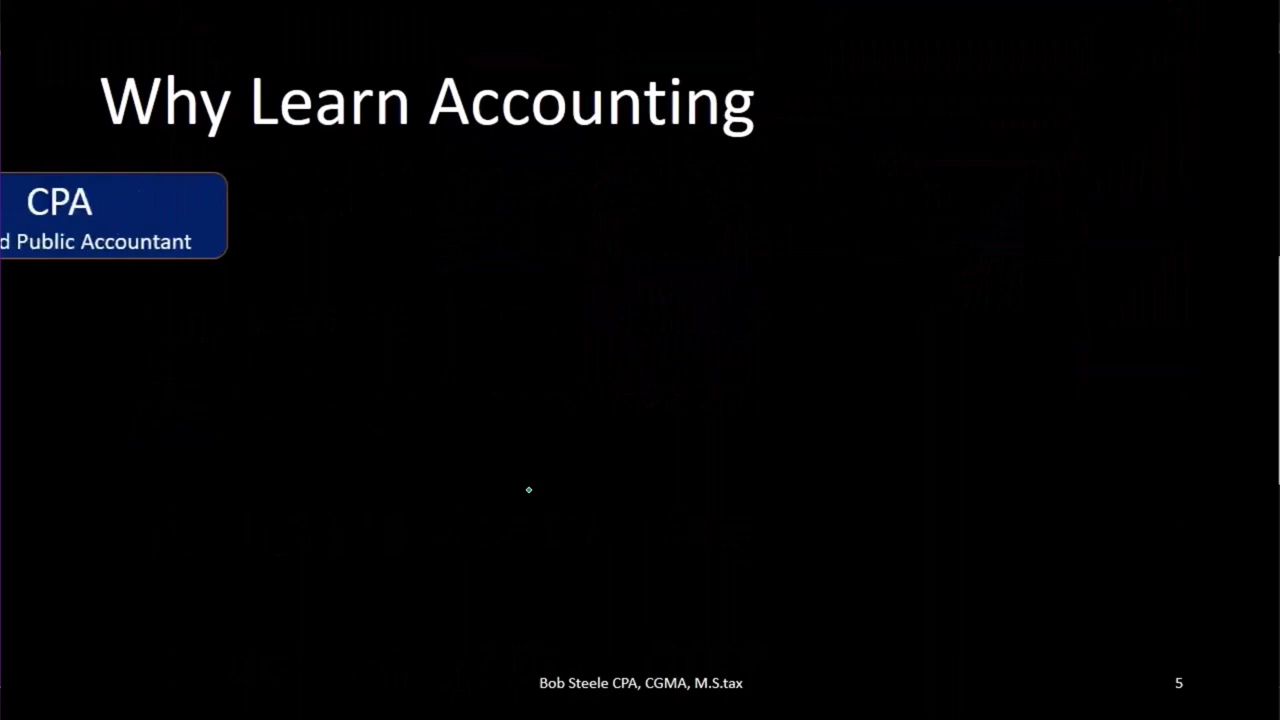 Why Learn Accounting
CPA
d Public Accountant
Bob Steele CPA, CGMA, M.S.tax
5